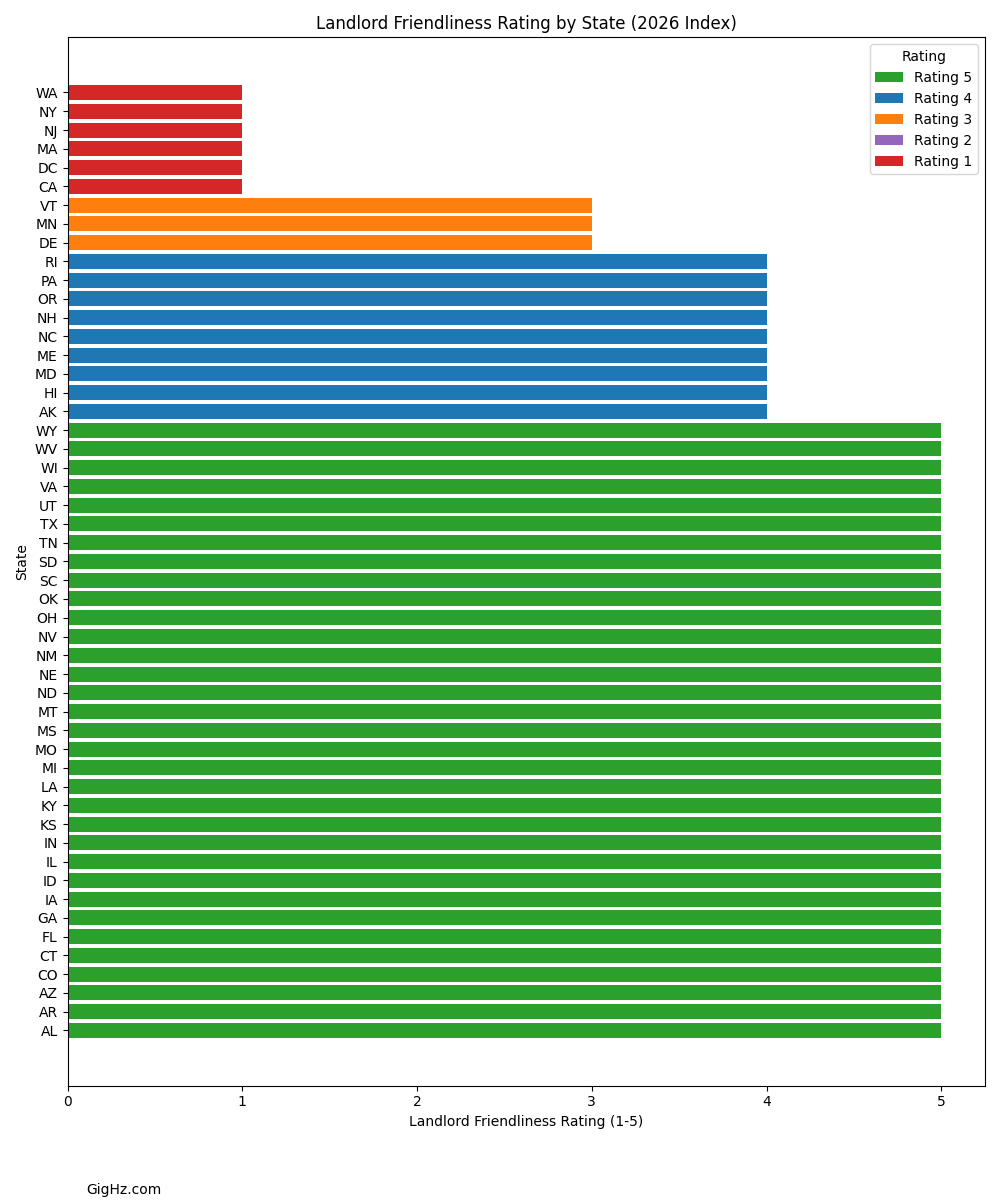 Landlord Friendliness Rating by State (2026 Index)
Rating
Rating 5
Rating 4
Rating 3
Rating 2
Rating 1
WA
NY
NJ
MA
DC
CA
VT
MN
DE
RI
PA
OR
NH
NC
ME
MD
HI
AK
WY
WV
WI
VA
UT
TX
TN
SD
SC
OK
OH
NV
NM
NE
ND
MT
MS
MO
MI
LA
KY
KS
IN
IL
ID
IA
GA
FL
CT
CO
AZ
AR
AL
State
0 1 2 3 4 5
Landlord Friendliness Rating (1-5)
GigHz.com